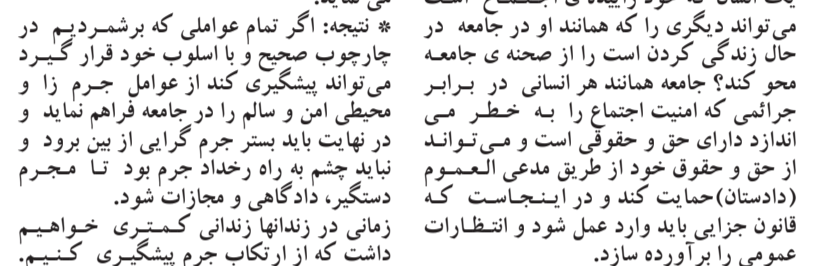 یک انسان که خود زاییده ی اجتماع است
می‌تواند دیگری را که همانند او در جامعه در
حال زندگی کردن است را از صحنه ی جامعه
محو کند؟ جامعه همانند هر انسانی در برابر
جرائمی که امنیت اجتماع را به خطر می
اندازد دارای حق و حقوقی است و می‌تواند
از حق و حقوق خود از طریق مدعی العموم
(دادستان)حمایت کند و در اینجاست که
قانون جزایی باید وارد عمل شود و انتظارات
عمومی را برآورده سازد.
می نماید.
* نتیجه: اگر تمام عواملی که برشمردیم در
چارچوب صحیح و با اسلوب خود قرار گیرد
می‌تواند پیشگیری کند از عوامل جرم زا و
محیطی امن و سالم را در جامعه فراهم نماید و
در نهایت باید بستر جرم گرایی از بین برود و
نباید چشم به راه رخداد جرم بود تا مجرم
دستگیر، دادگاهی و مجازات شود.
زمانی در زندانها زندانی کمتری خواهیم
داشت که از ارتکاب جرم پیشگیری کنیم.